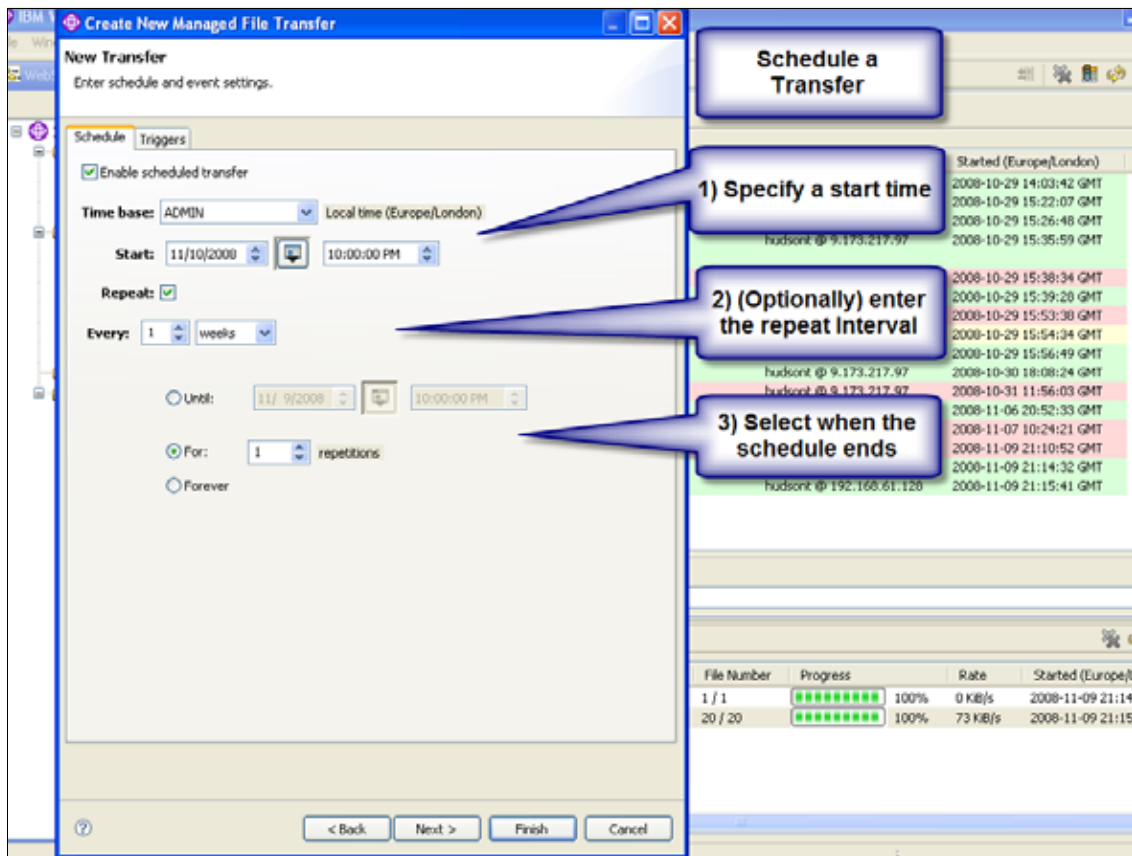 IBM
Create New Managed File Transfer
New Transfer
Enter schedule and event settings.
Schedule Triggers
Enable scheduled transfer
Time base: ADMIN Local time (Europe/London)
Start: 11/10/2008 10:00:00 PM
Repeat:
Every: 1 weeks
Until: 11/ 9/2008 10:00:00 PM
For: 1 repetitions
Forever
< Back Next > Finish Cancel
Schedule a
Transfer
1) Specify a start time
2) (Optionally) enter
the repeat interval
3) Select when the
schedule ends
Started (Europe/London)
2008-10-29 14:03:42 GMT
2008-10-29 15:22:07 GMT
2008-10-29 15:26:48 GMT
hudsont @ 9.173.217.97 2008-10-29 15:35:59 GMT
2008-10-29 15:38:34 GMT
2008-10-29 15:39:28 GMT
2008-10-29 15:53:38 GMT
2008-10-29 15:54:34 GMT
2008-10-29 15:56:49 GMT
hudsont @ 9.173.217.97 2008-10-30 18:08:24 GMT
hudsont @ 9.173.217.97 2008-10-31 11:56:03 GMT
2008-11-06 20:52:33 GMT
2008-11-07 10:24:21 GMT
2008-11-09 21:10:52 GMT
2008-11-09 21:14:32 GMT
hudsont @ 192.168.61.128 2008-11-09 21:15:41 GMT
File Number Progress Rate Started (Europe/
1 / 1 100% 0 KiB/s 2008-11-09 21:14
20 / 20 100% 73 KiB/s 2008-11-09 21:15